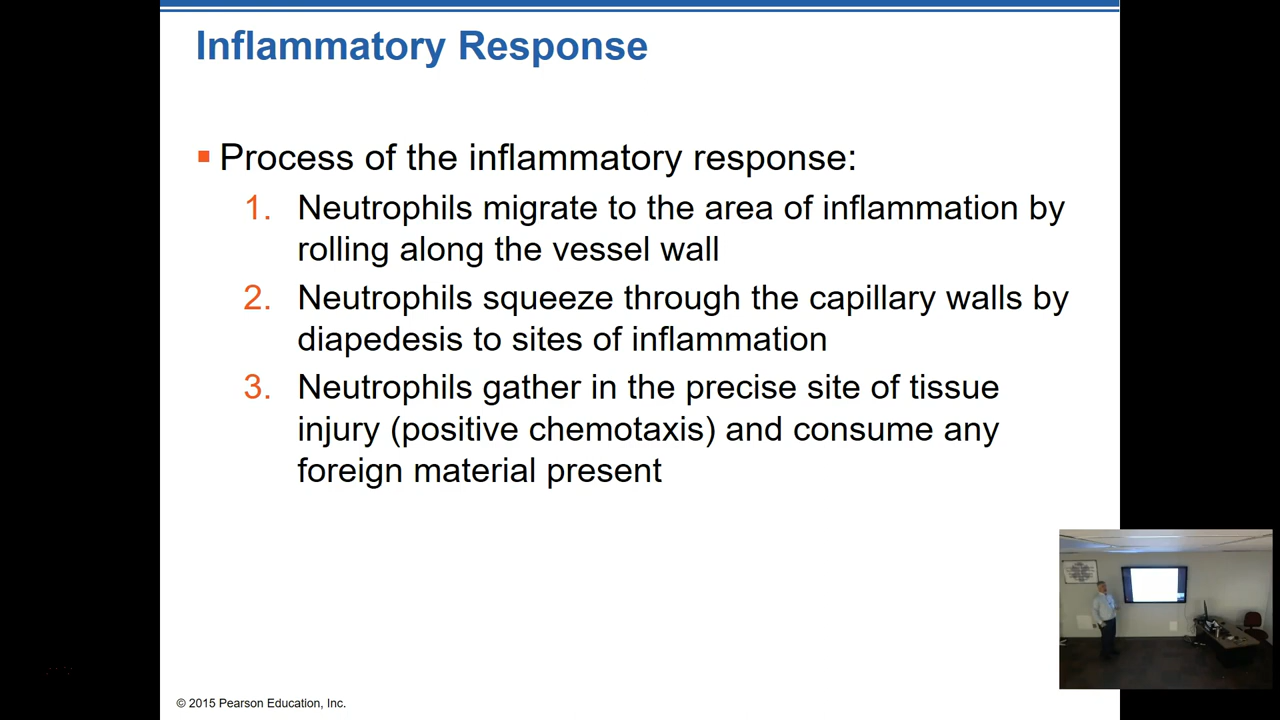 Inflammatory Response
Process of the inflammatory response:
1. Neutrophils migrate to the area of inflammation by
rolling along the vessel wall
2. Neutrophils squeeze through the capillary walls by
diapedesis to sites of inflammation
3. Neutrophils gather in the precise site of tissue
injury (positive chemotaxis) and consume any
foreign material present
© 2015 Pearson Education, Inc.